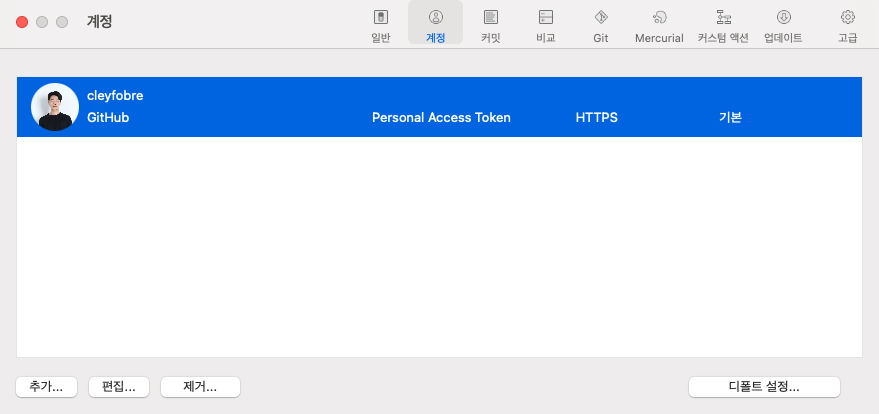 계정
일반 계정 커밋 비교 Git Mercurial 커스텀 액션 업데이트 고급
cleyfobre
GitHub Personal Access Token HTTPS 기본
추가... 편집... 제거... 디폴트 설정...